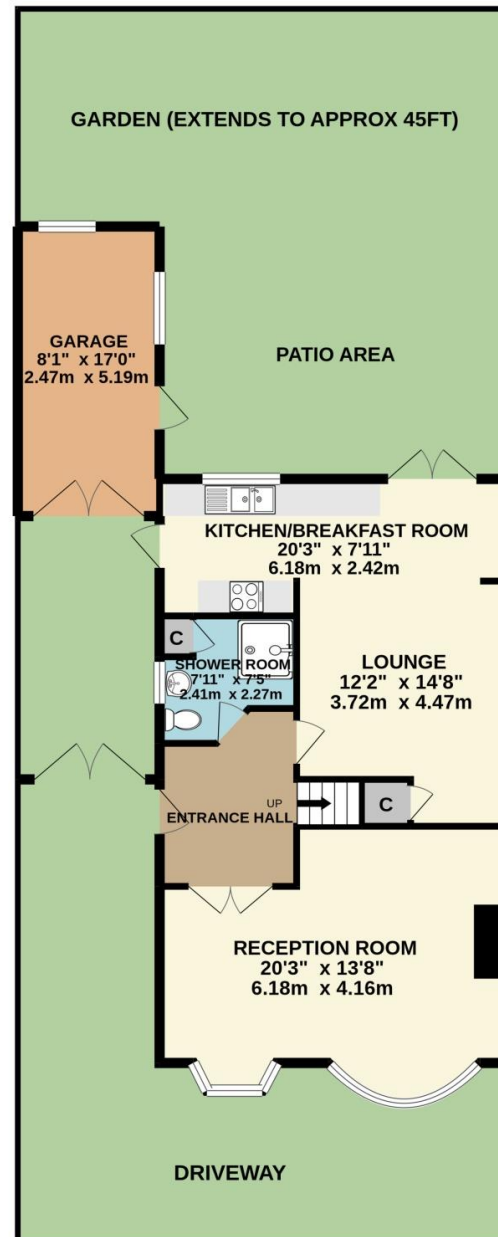 GARDEN (EXTENDS TO APPROX 45FT)
GARAGE
8'1" x 17'0"
2.47m x 5.19m
PATIO AREA
KITCHEN/BREAKFAST ROOM
20'3" x 7'11"
6.18m x 2.42m
C
SHOWER ROOM
7'11" x 7'5"
2.41m x 2.27m
LOUNGE
12'2" x 14'8"
3.72m x 4.47m
UP
C
ENTRANCE HALL
RECEPTION ROOM
20'3" x 13'8"
6.18m x 4.16m
DRIVEWAY